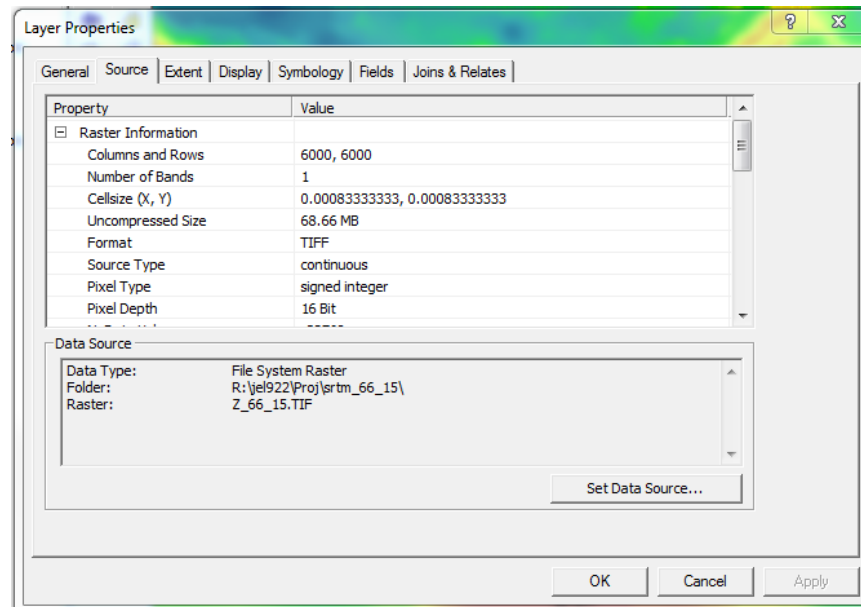 Layer Properties
General Source Extent Display Symbology Fields Joins & Relates
Property Value
Raster Information
Columns and Rows 6000, 6000
Number of Bands 1
Cellsize (X, Y) 0.00083333333, 0.00083333333
Uncompressed Size 68.66 MB
Format TIFF
Source Type continuous
Pixel Type signed integer
Pixel Depth 16 Bit
Data Source
Data Type: File System Raster
Folder: R:\jel922\Proj\srtm_66_15\
Raster: Z_66_15.TIF
Set Data Source...
OK Cancel Apply